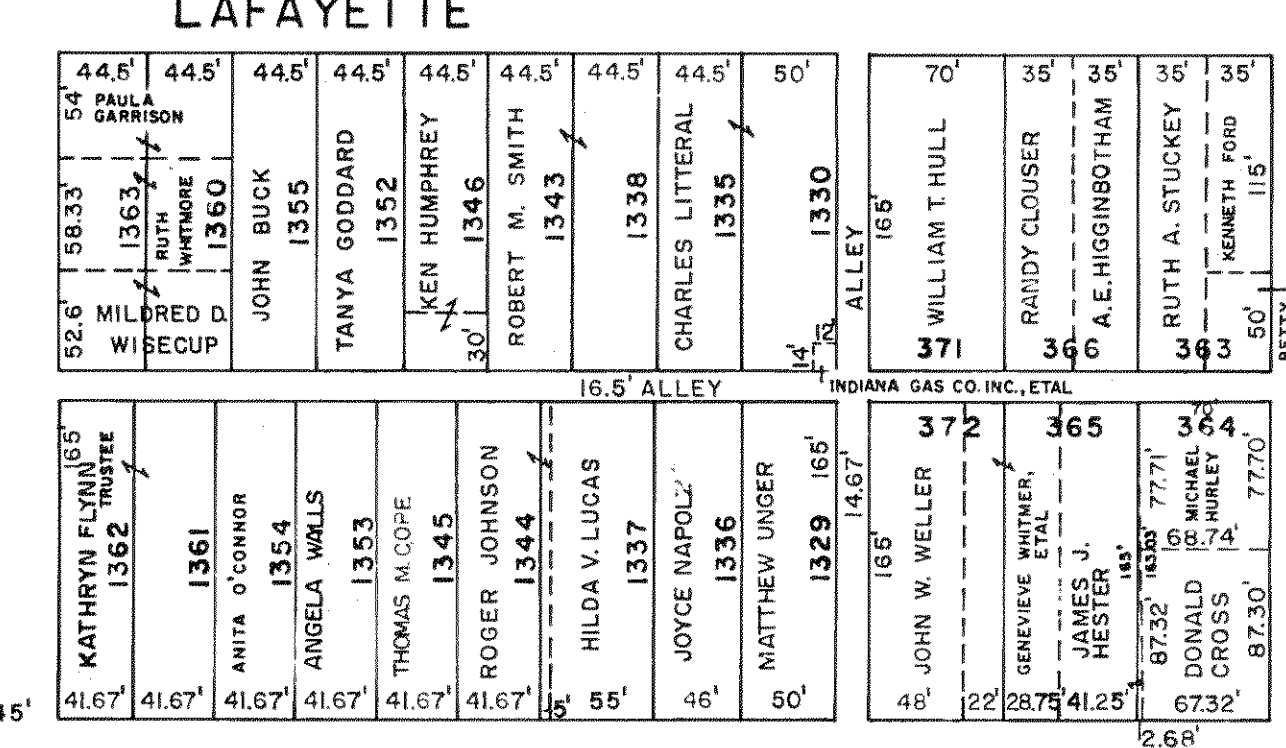 LAFAYETTE
44.5' 44.5' 44.5' 44.5' 44.5' 44.5' 44.5' 44.5' 50' 70' 35' 35' 35' 35'
54'
PAULA
GARRISON
58.33'
1363
RUTH
WHITMORE
1360
52.6'
MILDRED D.
WISECUP
JOHN BUCK
1355
TANYA GODDARD
1352
KEN HUMPHREY
1346
30'
ROBERT M. SMITH
1343
1338
CHARLES LITTERAL
1335
1330
14'
12'
ALLEY
165'
WILLIAM T. HULL
371
RANDY CLOUSER
366
A.E. HIGGINBOTHAM
RUTH A. STUCKEY
363
KENNETH FORD
115'
50'
BETTY
16.5' ALLEY
INDIANA GAS CO. INC., ETAL
165'
KATHRYN FLYNN
TRUSTEE
1362
1361
ANITA O'CONNOR
1354
ANGELA WALLS
1353
THOMAS M. COPE
1345
ROGER JOHNSON
1344
HILDA V. LUCAS
1337
JOYCE NAPOLZ
1336
MATTHEW UNGER
1329
165'
14.67'
165'
JOHN W. WELLER
372
GENEVIEVE WHITMER,
ETAL
365
JAMES J.
HESTER
165'
163.03'
364
70'
77.71'
MICHAEL
HURLEY
77.70'
68.74'
87.32'
DONALD
CROSS
87.30'
41.67' 41.67' 41.67' 41.67' 41.67' 41.67' 5' 55' 46' 50' 48' 22' 28.75' 41.25' 67.32'
2.68'
45'